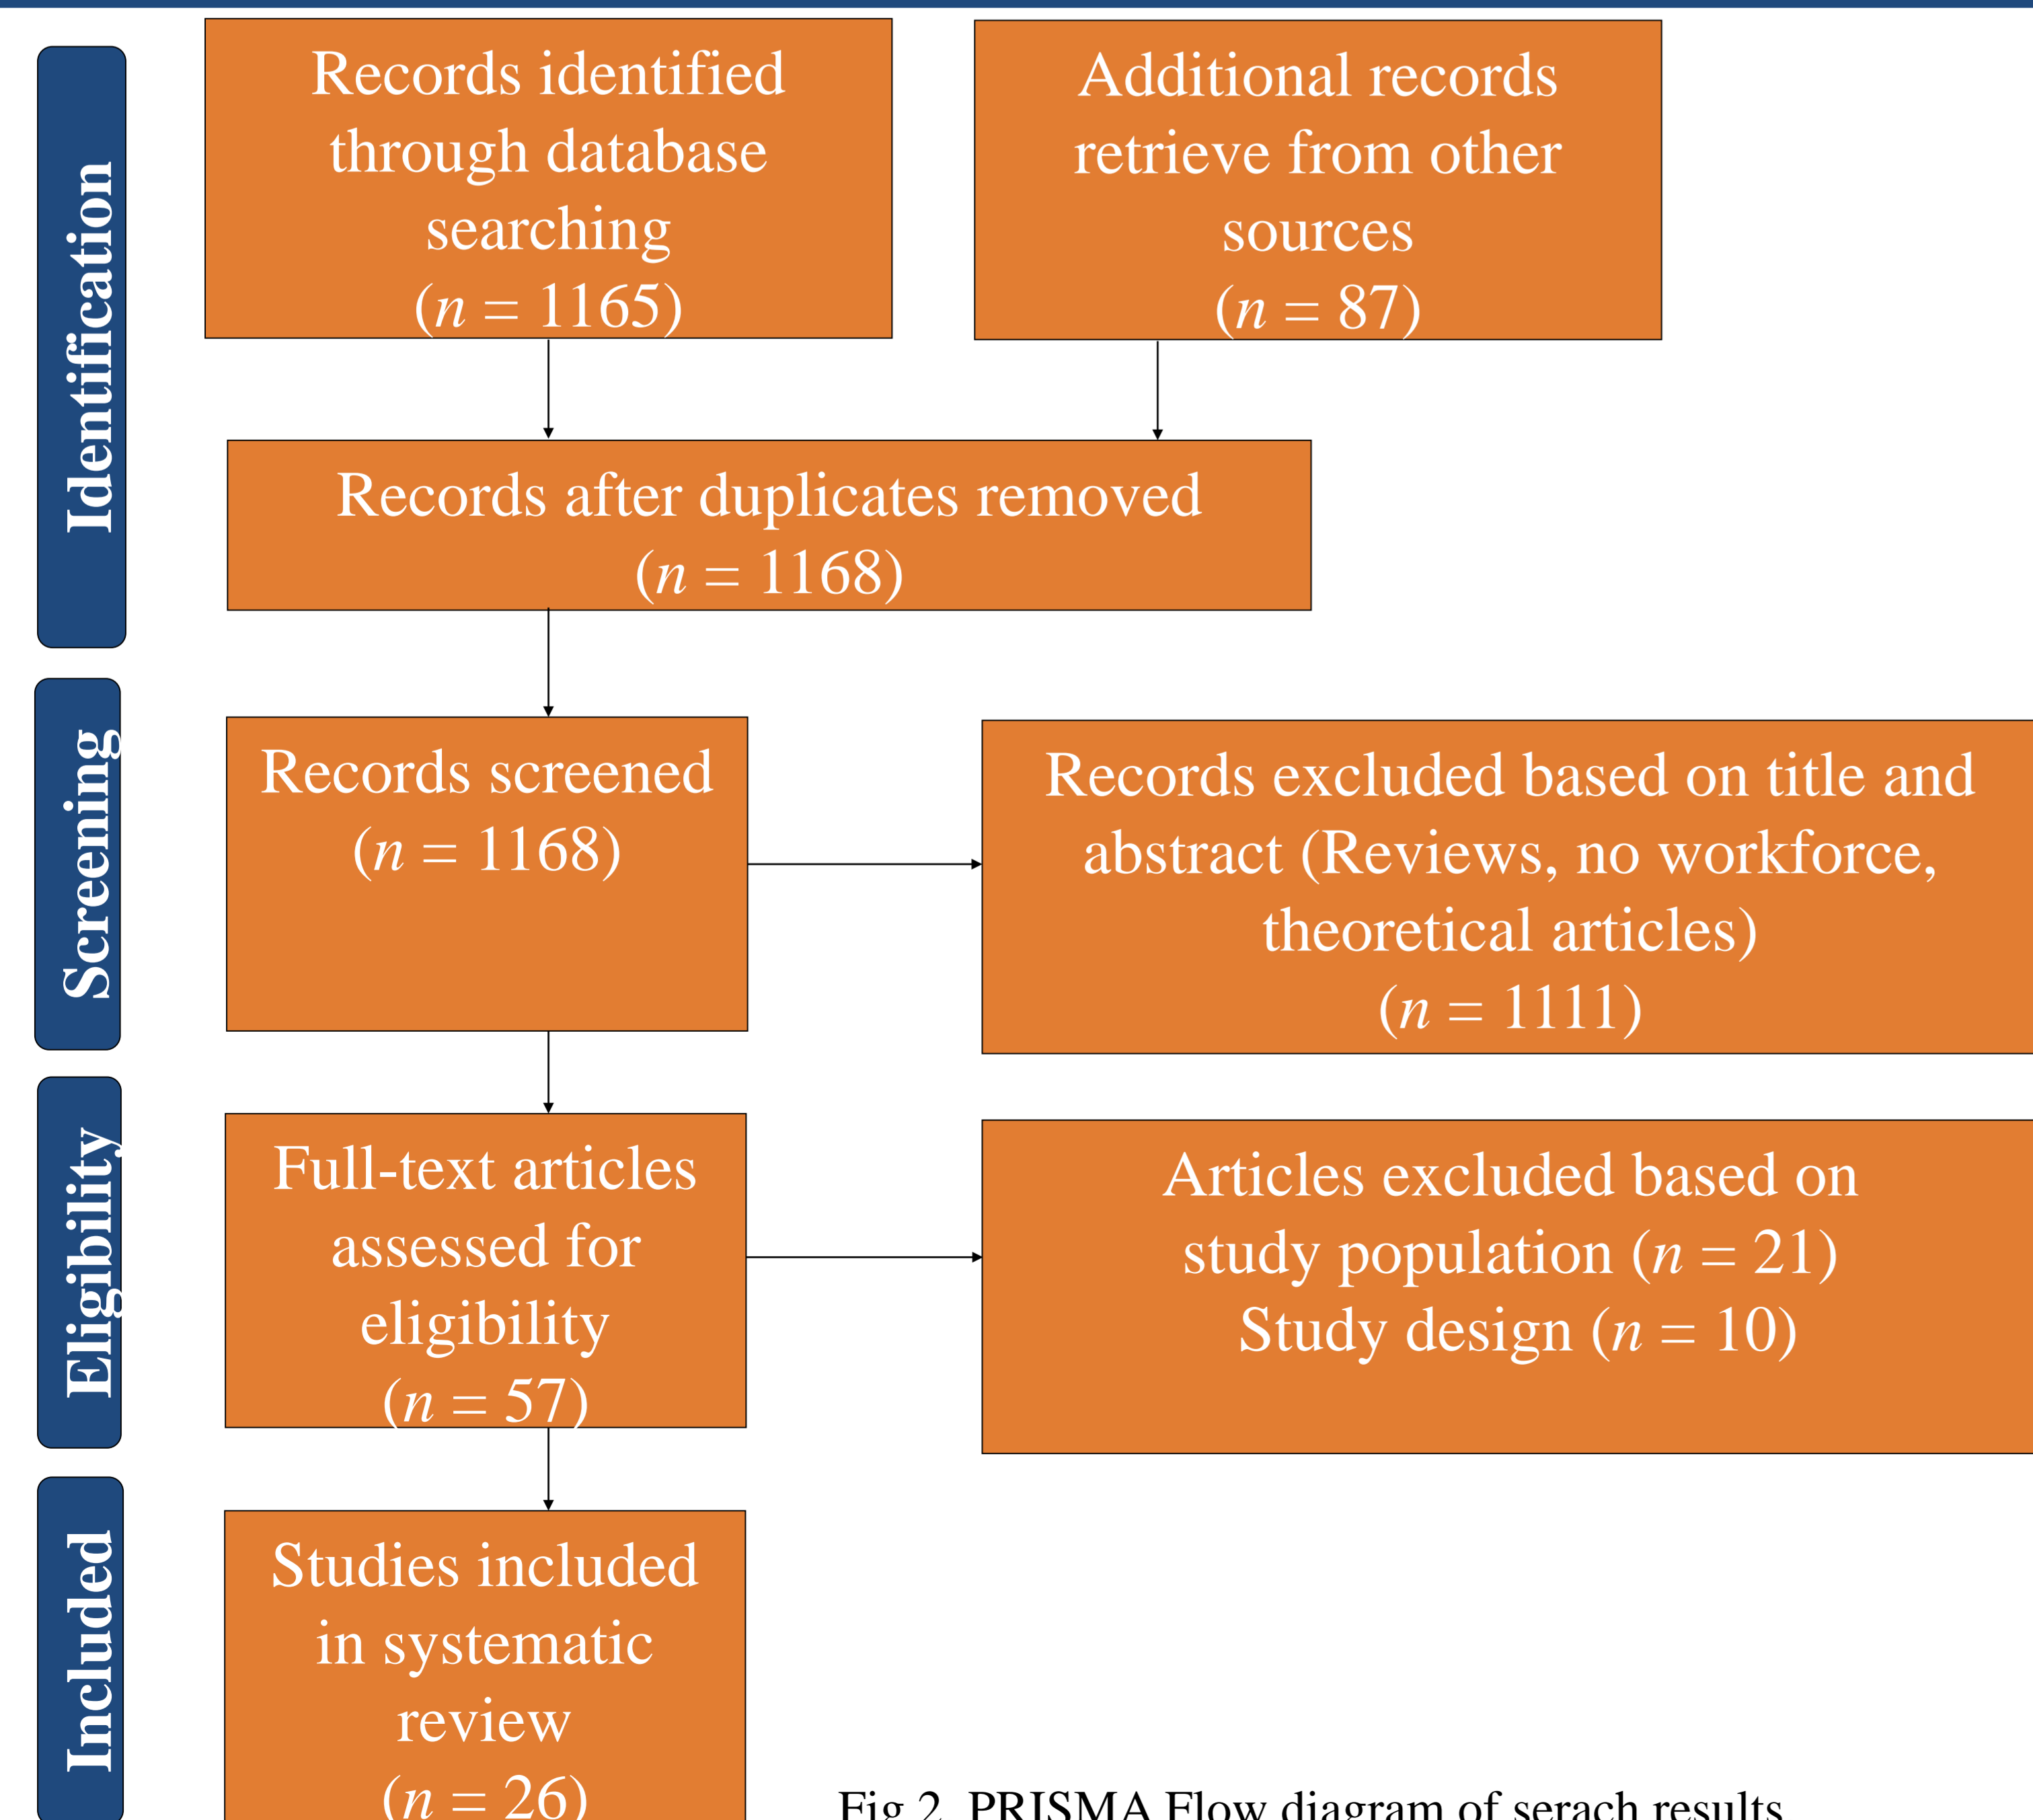 Identification
Records identified
through database
searching
(n = 1165)
Additional records
retrieve from other
sources
(n = 87)
Records after duplicates removed
(n = 1168)
Screening
Records screened
(n = 1168)
Records excluded based on title and
abstract (Reviews, no workforce,
theoretical articles)
(n = 1111)
Eligibility
Full-text articles
assessed for
eligibility
(n = 57)
Articles excluded based on
study population (n = 21)
Study design (n = 10)
Included
Studies included
in systematic
review
(n = 26)
Fig 2. PRISMA Flow diagram of serach results